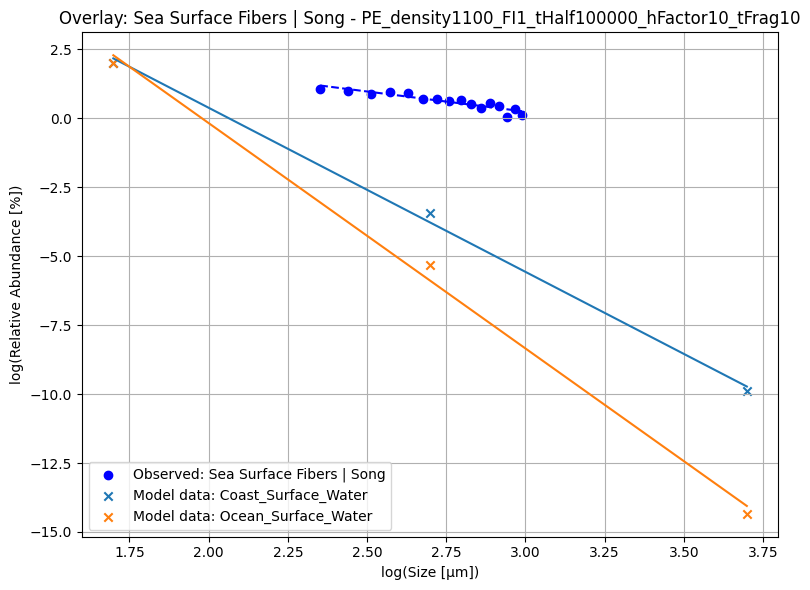 Overlay: Sea Surface Fibers | Song - PE_density1100_FI1_tHalf100000_hFactor10_tFrag10
log(Relative Abundance [%])
2.5
0.0
−2.5
−5.0
−7.5
−10.0
−12.5
−15.0
Observed: Sea Surface Fibers | Song
Model data: Coast_Surface_Water
Model data: Ocean_Surface_Water
1.75 2.00 2.25 2.50 2.75 3.00 3.25 3.50 3.75
log(Size [μm])